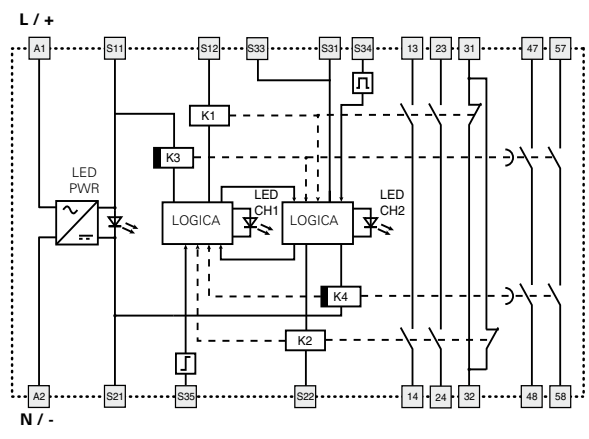 L / +
A1 S11 S12 S33 S31 S34 13 23 31 47 57
K1
K3
LED
PWR
LED
CH1
LED
CH2
LOGICA LOGICA
K4
K2
A2 S21 S35 S22 14 24 32 48 58
N / -